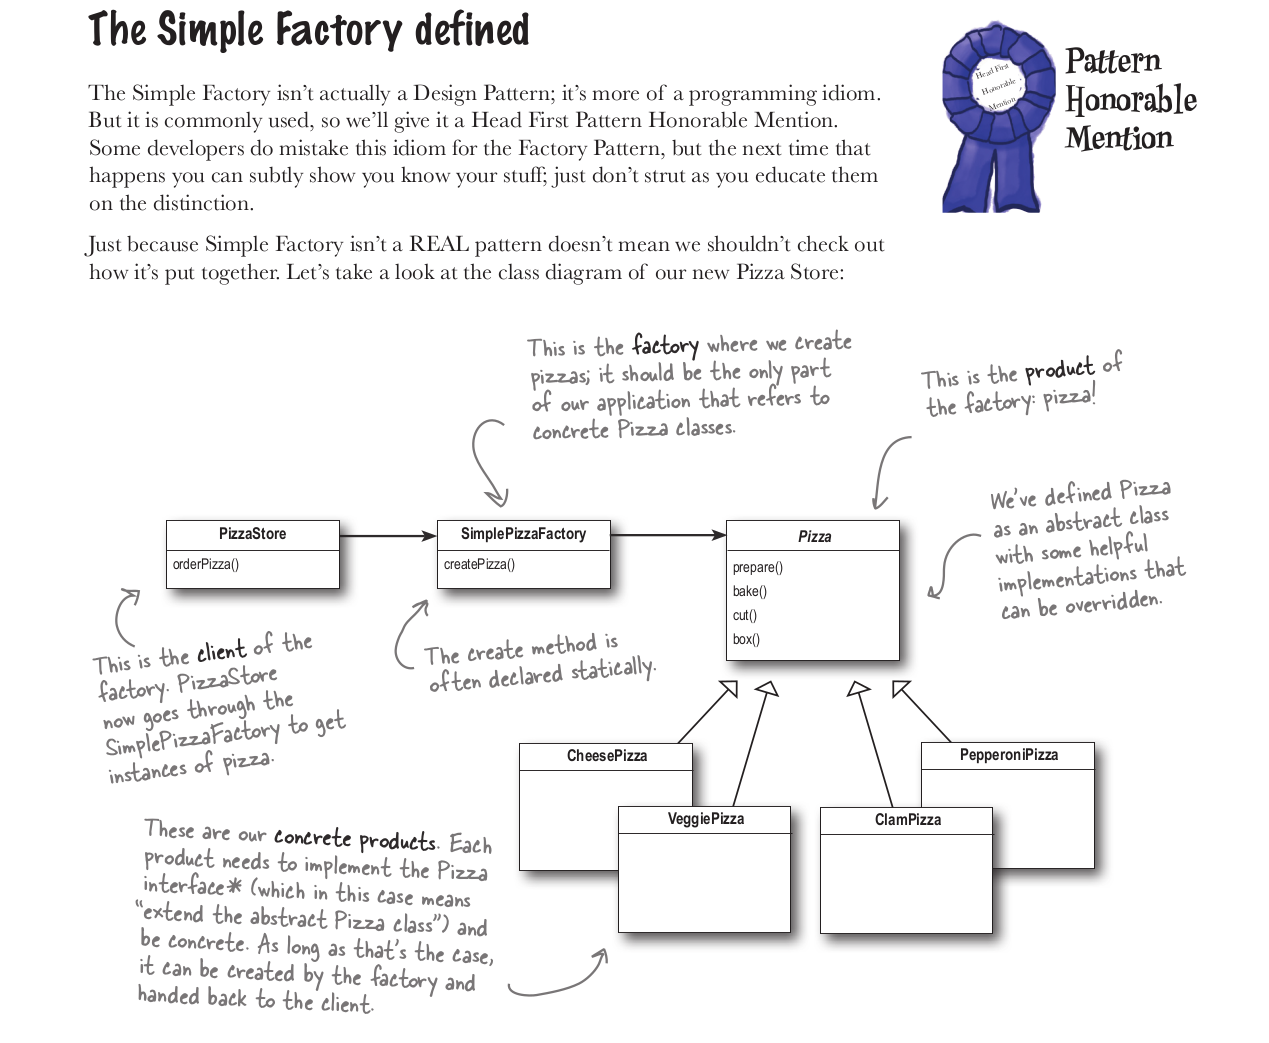 The Simple Factory defined
The Simple Factory isn't actually a Design Pattern; it's more of a programming idiom.
But it is commonly used, so we'll give it a Head First Pattern Honorable Mention.
Some developers do mistake this idiom for the Factory Pattern, but the next time that
happens you can subtly show you know your stuff; just don't strut as you educate them
on the distinction.
Head First
Honorable
Mention
Pattern
Honorable
Mention
Just because Simple Factory isn't a REAL pattern doesn't mean we shouldn't check out
how it's put together. Let's take a look at the class diagram of our new Pizza Store:
This is the factory where we create
pizzas; it should be the only part
of our application that refers to
concrete Pizza classes.
This is the product of
the factory: pizza!
We've defined Pizza
as an abstract class
with some helpful
implementations that
can be overridden.
PizzaStore
orderPizza()
SimplePizzaFactory
createPizza()
Pizza
prepare()
bake()
cut()
box()
This is the client of the
factory. PizzaStore
now goes through the
SimplePizzaFactory to get
instances of pizza.
The create method is
often declared statically.
CheesePizza
VeggiePizza
ClamPizza
PepperoniPizza
These are our concrete products. Each
product needs to implement the Pizza
interface* (which in this case means
“extend the abstract Pizza class”) and
be concrete. As long as that's the case,
it can be created by the factory and
handed back to the client.